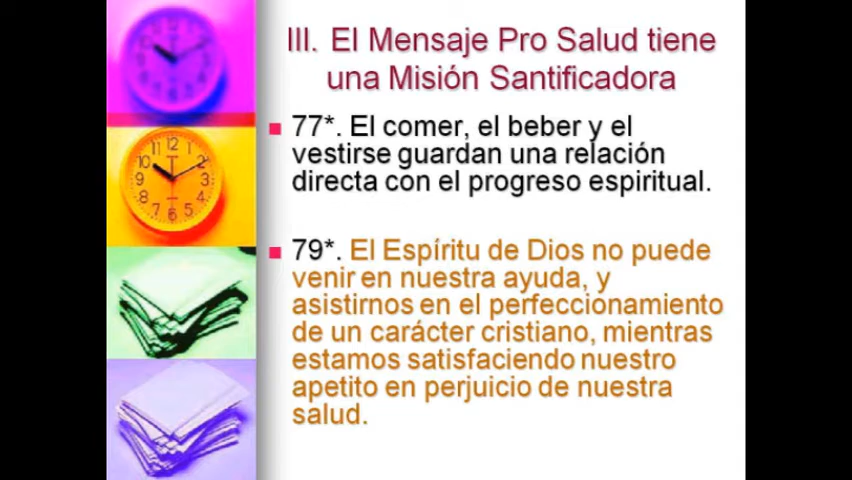 III. El Mensaje Pro Salud tiene
una Misión Santificadora
77*. El comer, el beber y el
vestirse guardan una relación
directa con el progreso espiritual.
79*. El Espíritu de Dios no puede
venir en nuestra ayuda, y
asistirnos en el perfeccionamiento
de un carácter cristiano, mientras
estamos satisfaciendo nuestro
apetito en perjuicio de nuestra
salud.